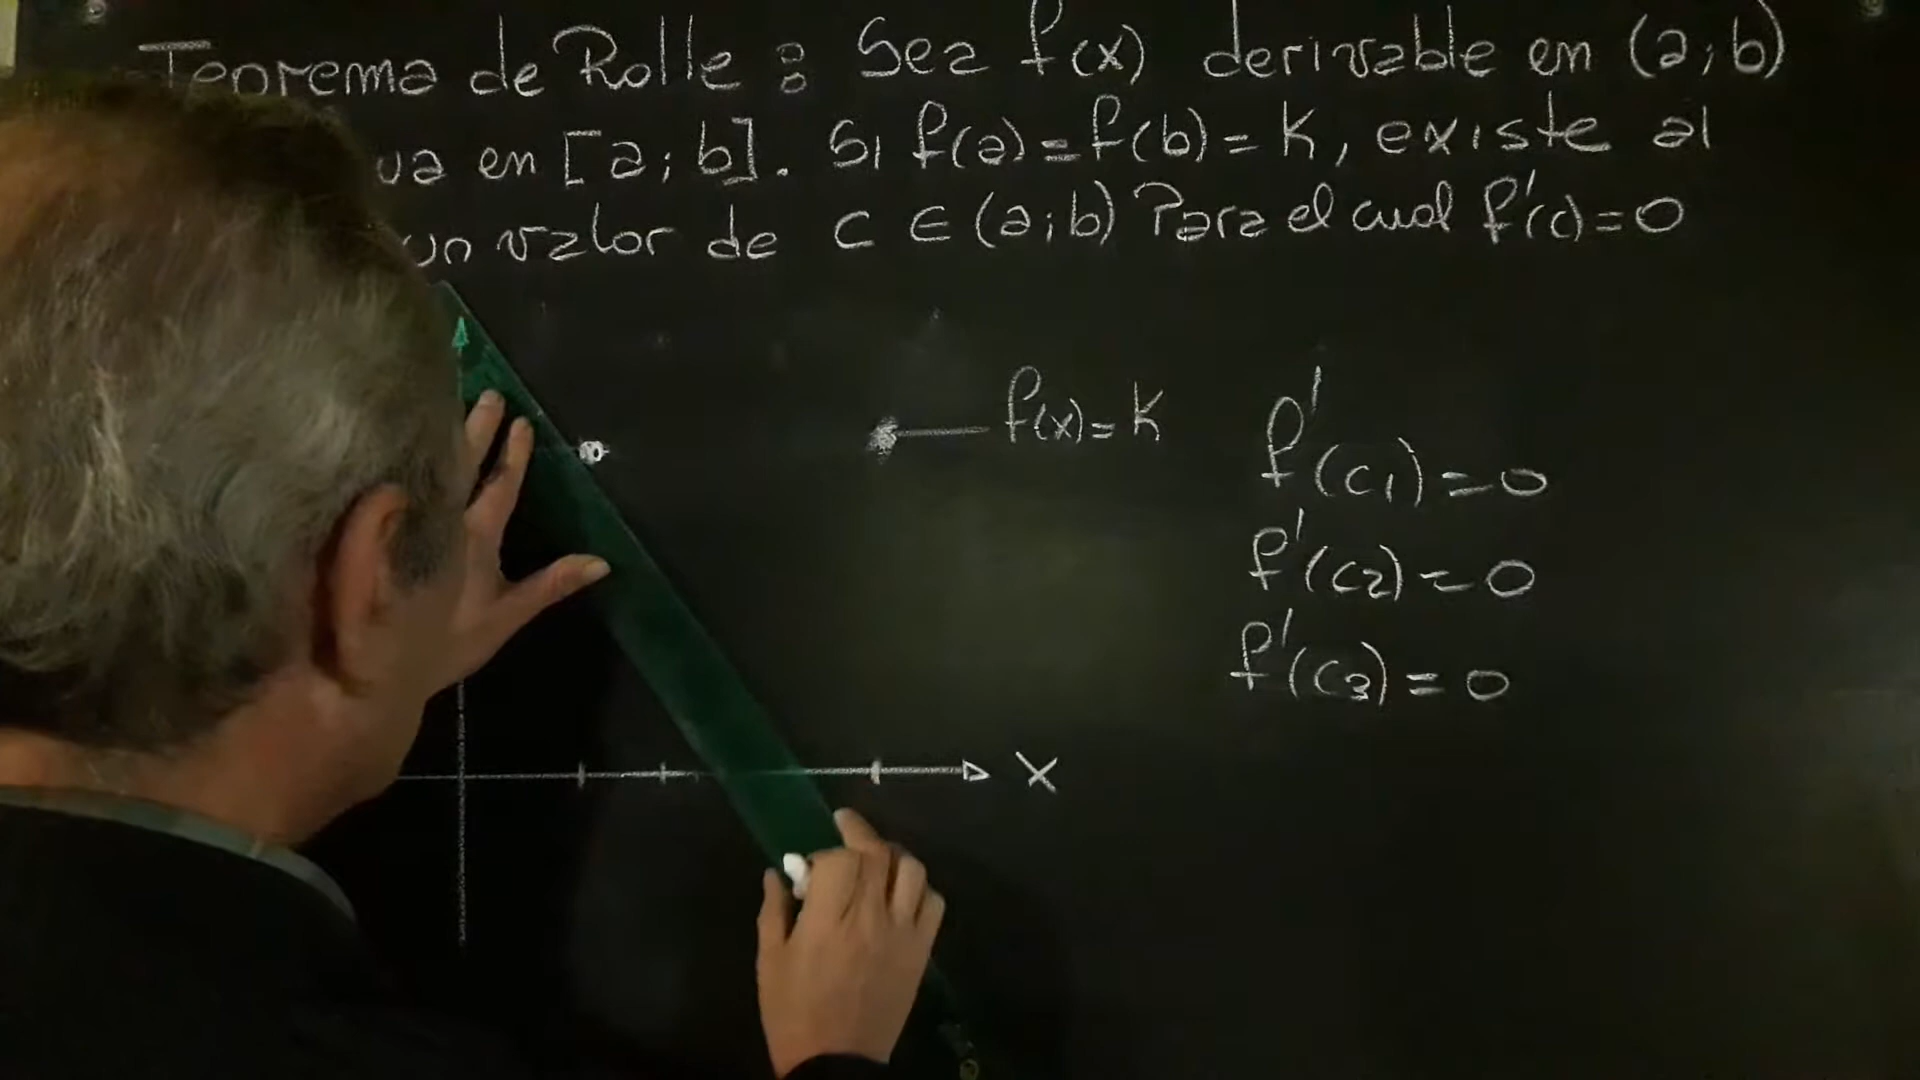 Teorema de Rolle : Sea f(x) derivable en (a;b)
ua en [a;b]. Si f(a)=f(b)=K, existe al
un valor de c ∈ (a;b) Para el cual f'(c)=0
f(x)=K
f'(c1)=0
f'(c2)=0
f'(c3)=0
X